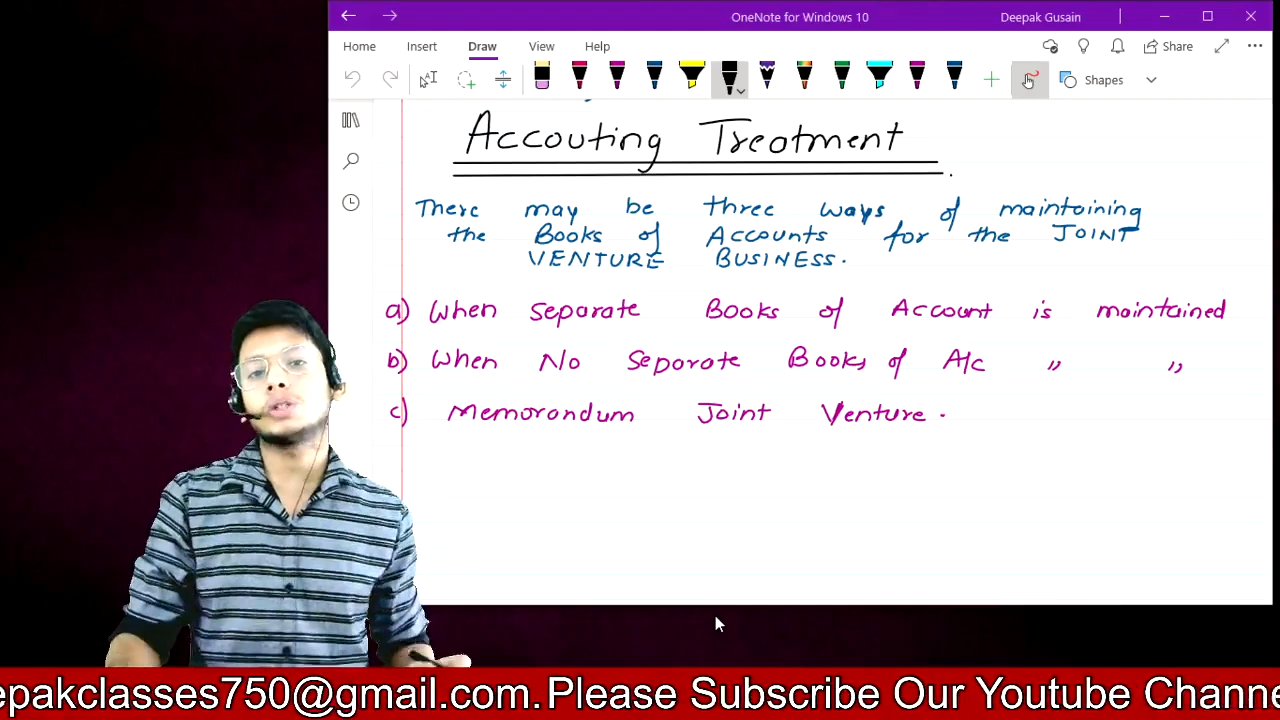 OneNote for Windows 10
Deepak Gusain
Home
Insert
Draw
View
Help
Share
Shapes
Accouting Treatment
There may be three ways of maintaining
the Books of Accounts for the JOINT
VENTURE BUSINESS.
a) When Separate Books of Account is maintained
b) When No Separate Books of A/c " "
c) Memorandum Joint Venture.
epakclasses750@gmail.com. Please Subscribe Our Youtube Channe